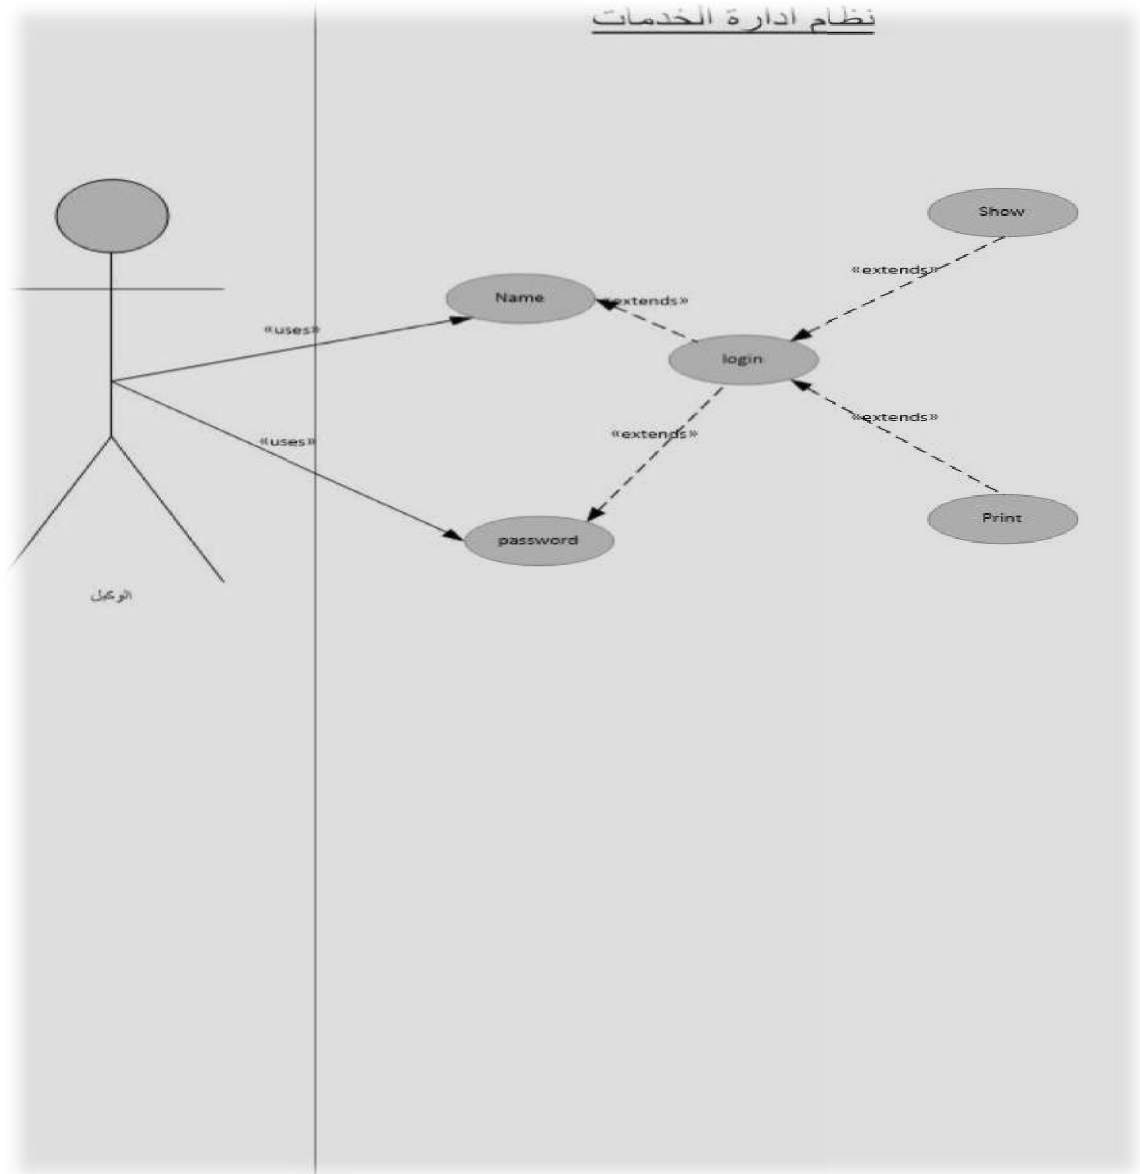 نظام ادارة الخدمات
Show
«extends»
Name
«extends»
«uses»
login
«extends»
«extends»
«uses»
Print
password
الوكيل